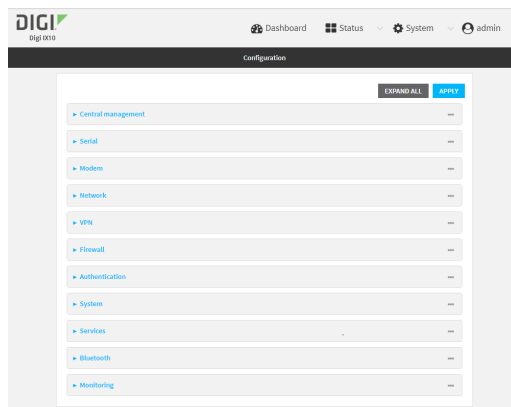 DIGI
Digi IX10
Dashboard
Status
System
admin
Configuration
EXPAND ALL
APPLY
Central management
Serial
Modem
Network
VPN
Firewall
Authentication
System
Services
Bluetooth
Monitoring